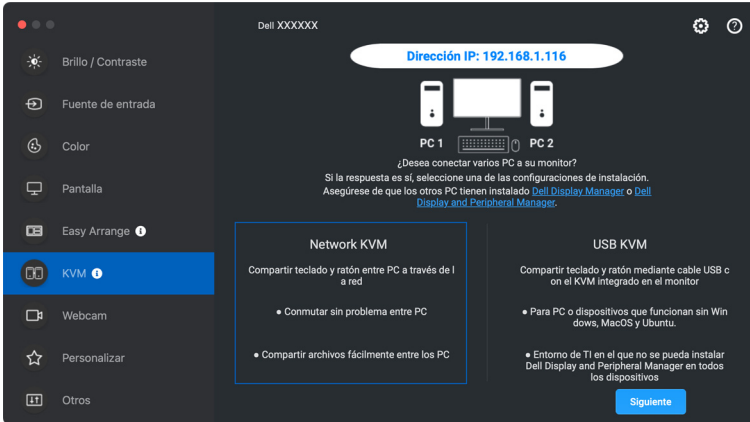 Dell XXXXXX
Brillo / Contraste
Fuente de entrada
Color
Pantalla
Easy Arrange
KVM
Webcam
Personalizar
Otros
Dirección IP: 192.168.1.116
PC 1
PC 2
¿Desea conectar varios PC a su monitor?
Si la respuesta es sí, seleccione una de las configuraciones de instalación.
Asegúrese de que los otros PC tienen instalado Dell Display Manager o Dell
Display and Peripheral Manager.
Network KVM
Compartir teclado y ratón entre PC a través de l
a red
• Conmutar sin problema entre PC
• Compartir archivos fácilmente entre los PC
USB KVM
Compartir teclado y ratón mediante cable USB c
on el KVM integrado en el monitor
• Para PC o dispositivos que funcionan sin Win
dows, MacOS y Ubuntu.
• Entorno de TI en el que no se pueda instalar
Dell Display and Peripheral Manager en todos
los dispositivos
Siguiente